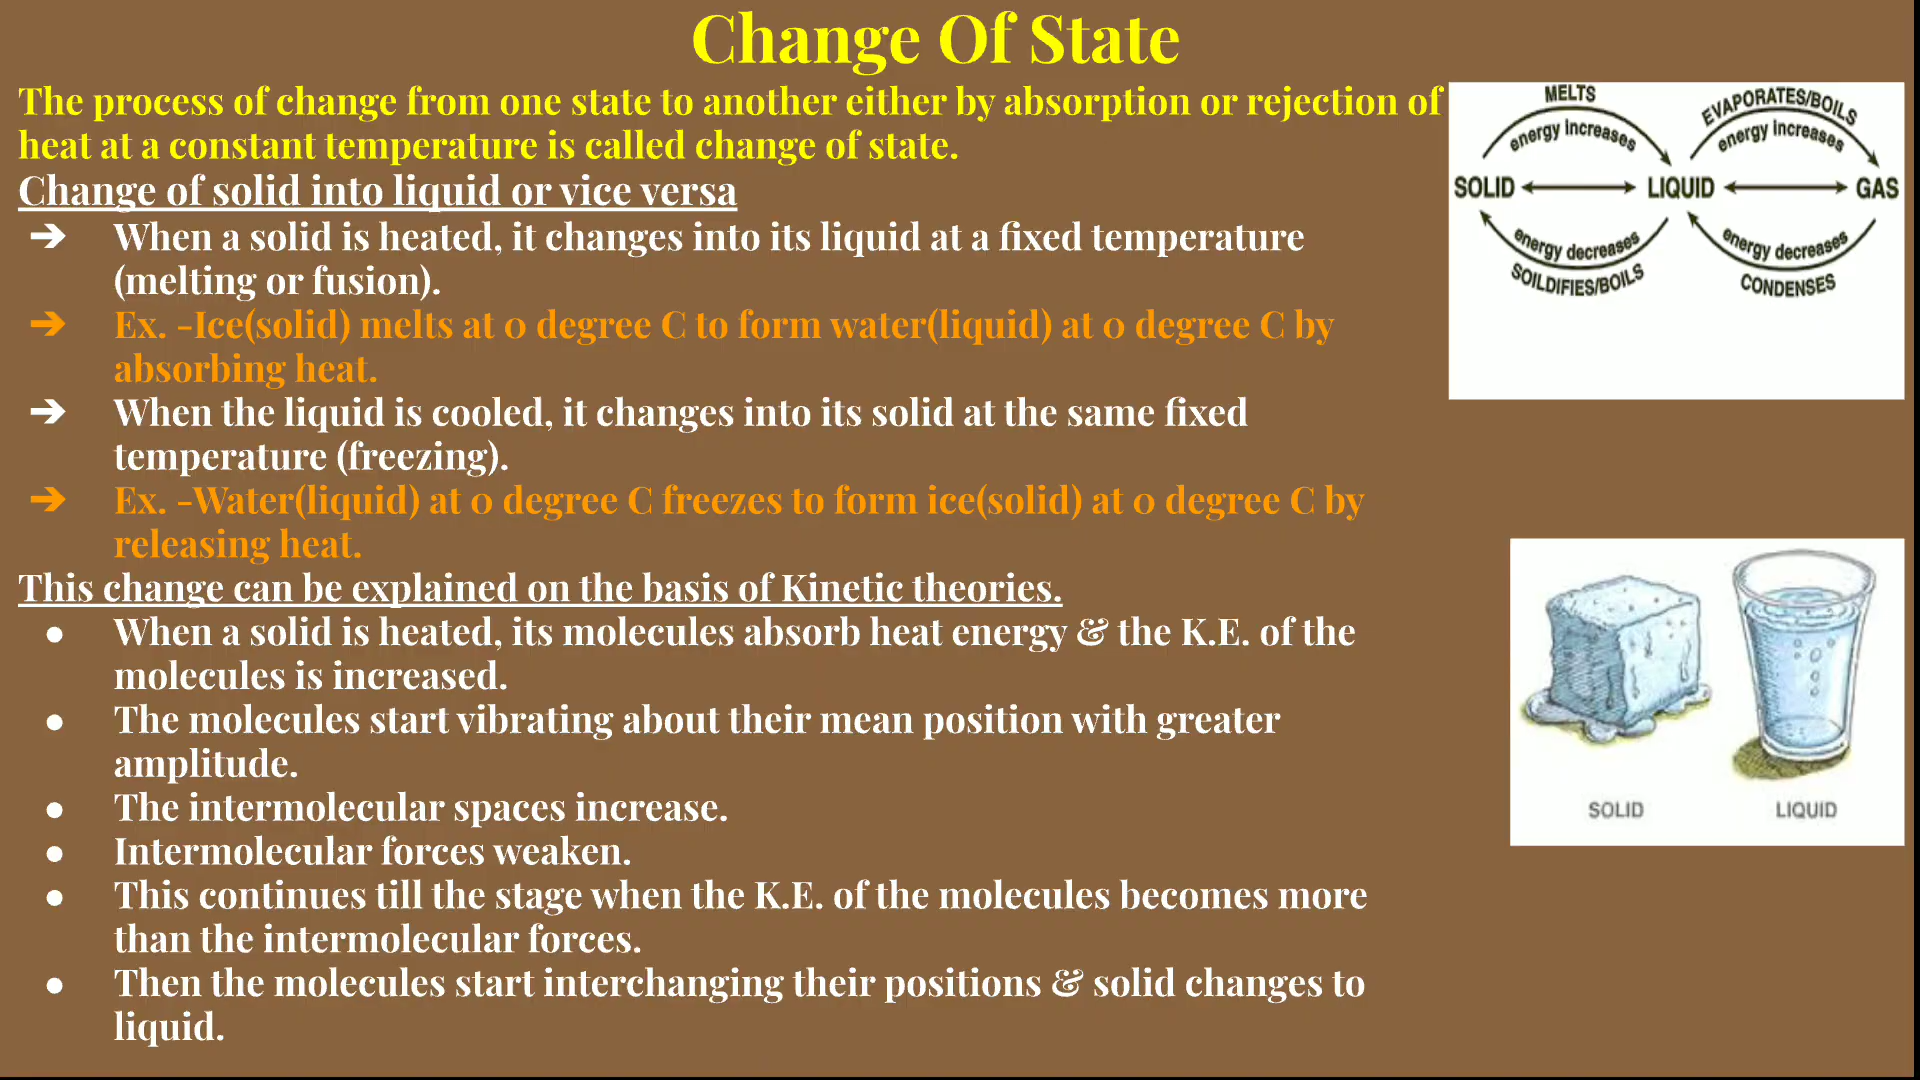 Change Of State
The process of change from one state to another either by absorption or rejection of
heat at a constant temperature is called change of state.
Change of solid into liquid or vice versa
➔ When a solid is heated, it changes into its liquid at a fixed temperature
(melting or fusion).
➔ Ex. -Ice(solid) melts at 0 degree C to form water(liquid) at 0 degree C by
absorbing heat.
➔ When the liquid is cooled, it changes into its solid at the same fixed
temperature (freezing).
➔ Ex. -Water(liquid) at 0 degree C freezes to form ice(solid) at 0 degree C by
releasing heat.
This change can be explained on the basis of Kinetic theories.
● When a solid is heated, its molecules absorb heat energy & the K.E. of the
molecules is increased.
● The molecules start vibrating about their mean position with greater
amplitude.
● The intermolecular spaces increase.
● Intermolecular forces weaken.
● This continues till the stage when the K.E. of the molecules becomes more
than the intermolecular forces.
● Then the molecules start interchanging their positions & solid changes to
liquid.
MELTS
EVAPORATES/BOILS
energy increases
energy increases
SOLID
LIQUID
GAS
energy decreases
energy decreases
SOILDIFIES/BOILS
CONDENSES
SOLID
LIQUID